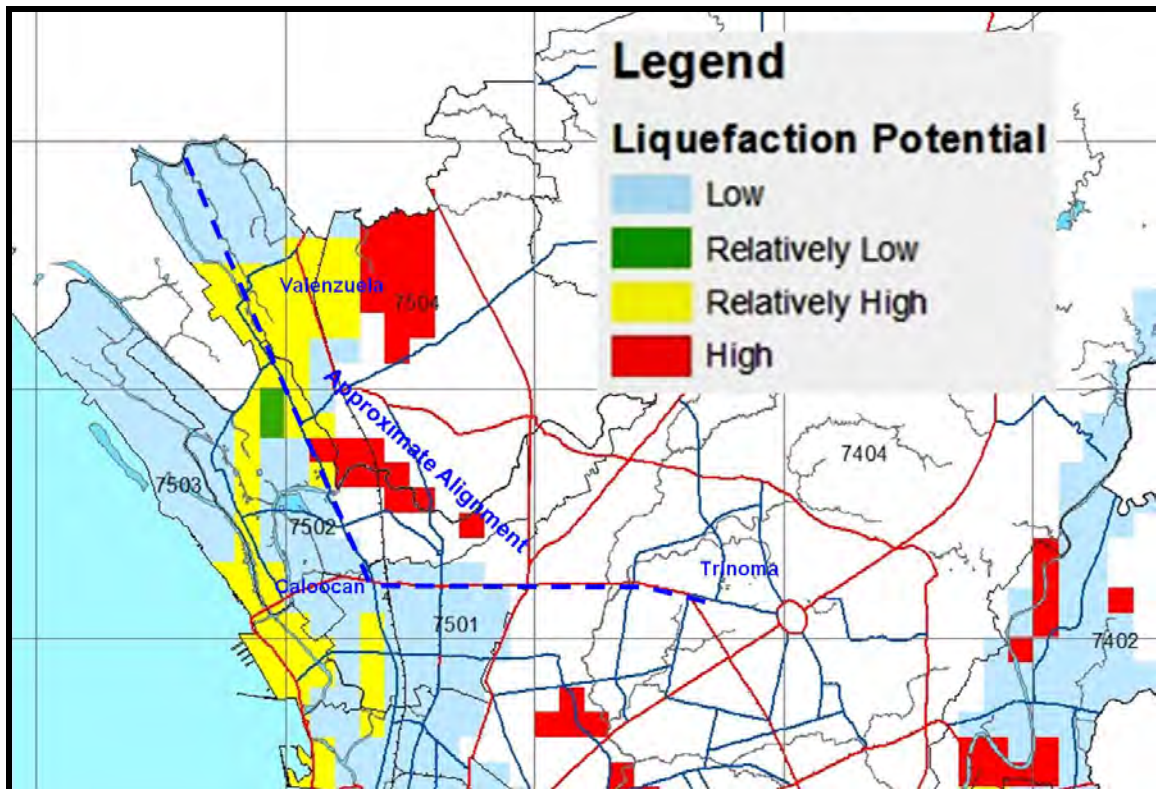 Legend
Liquefaction Potential
Low
Relatively Low
Relatively High
High
Valenzuela
7504
Approximate Alignment
7404
7503
7502
Trinoma
Caloocan
7501
7402